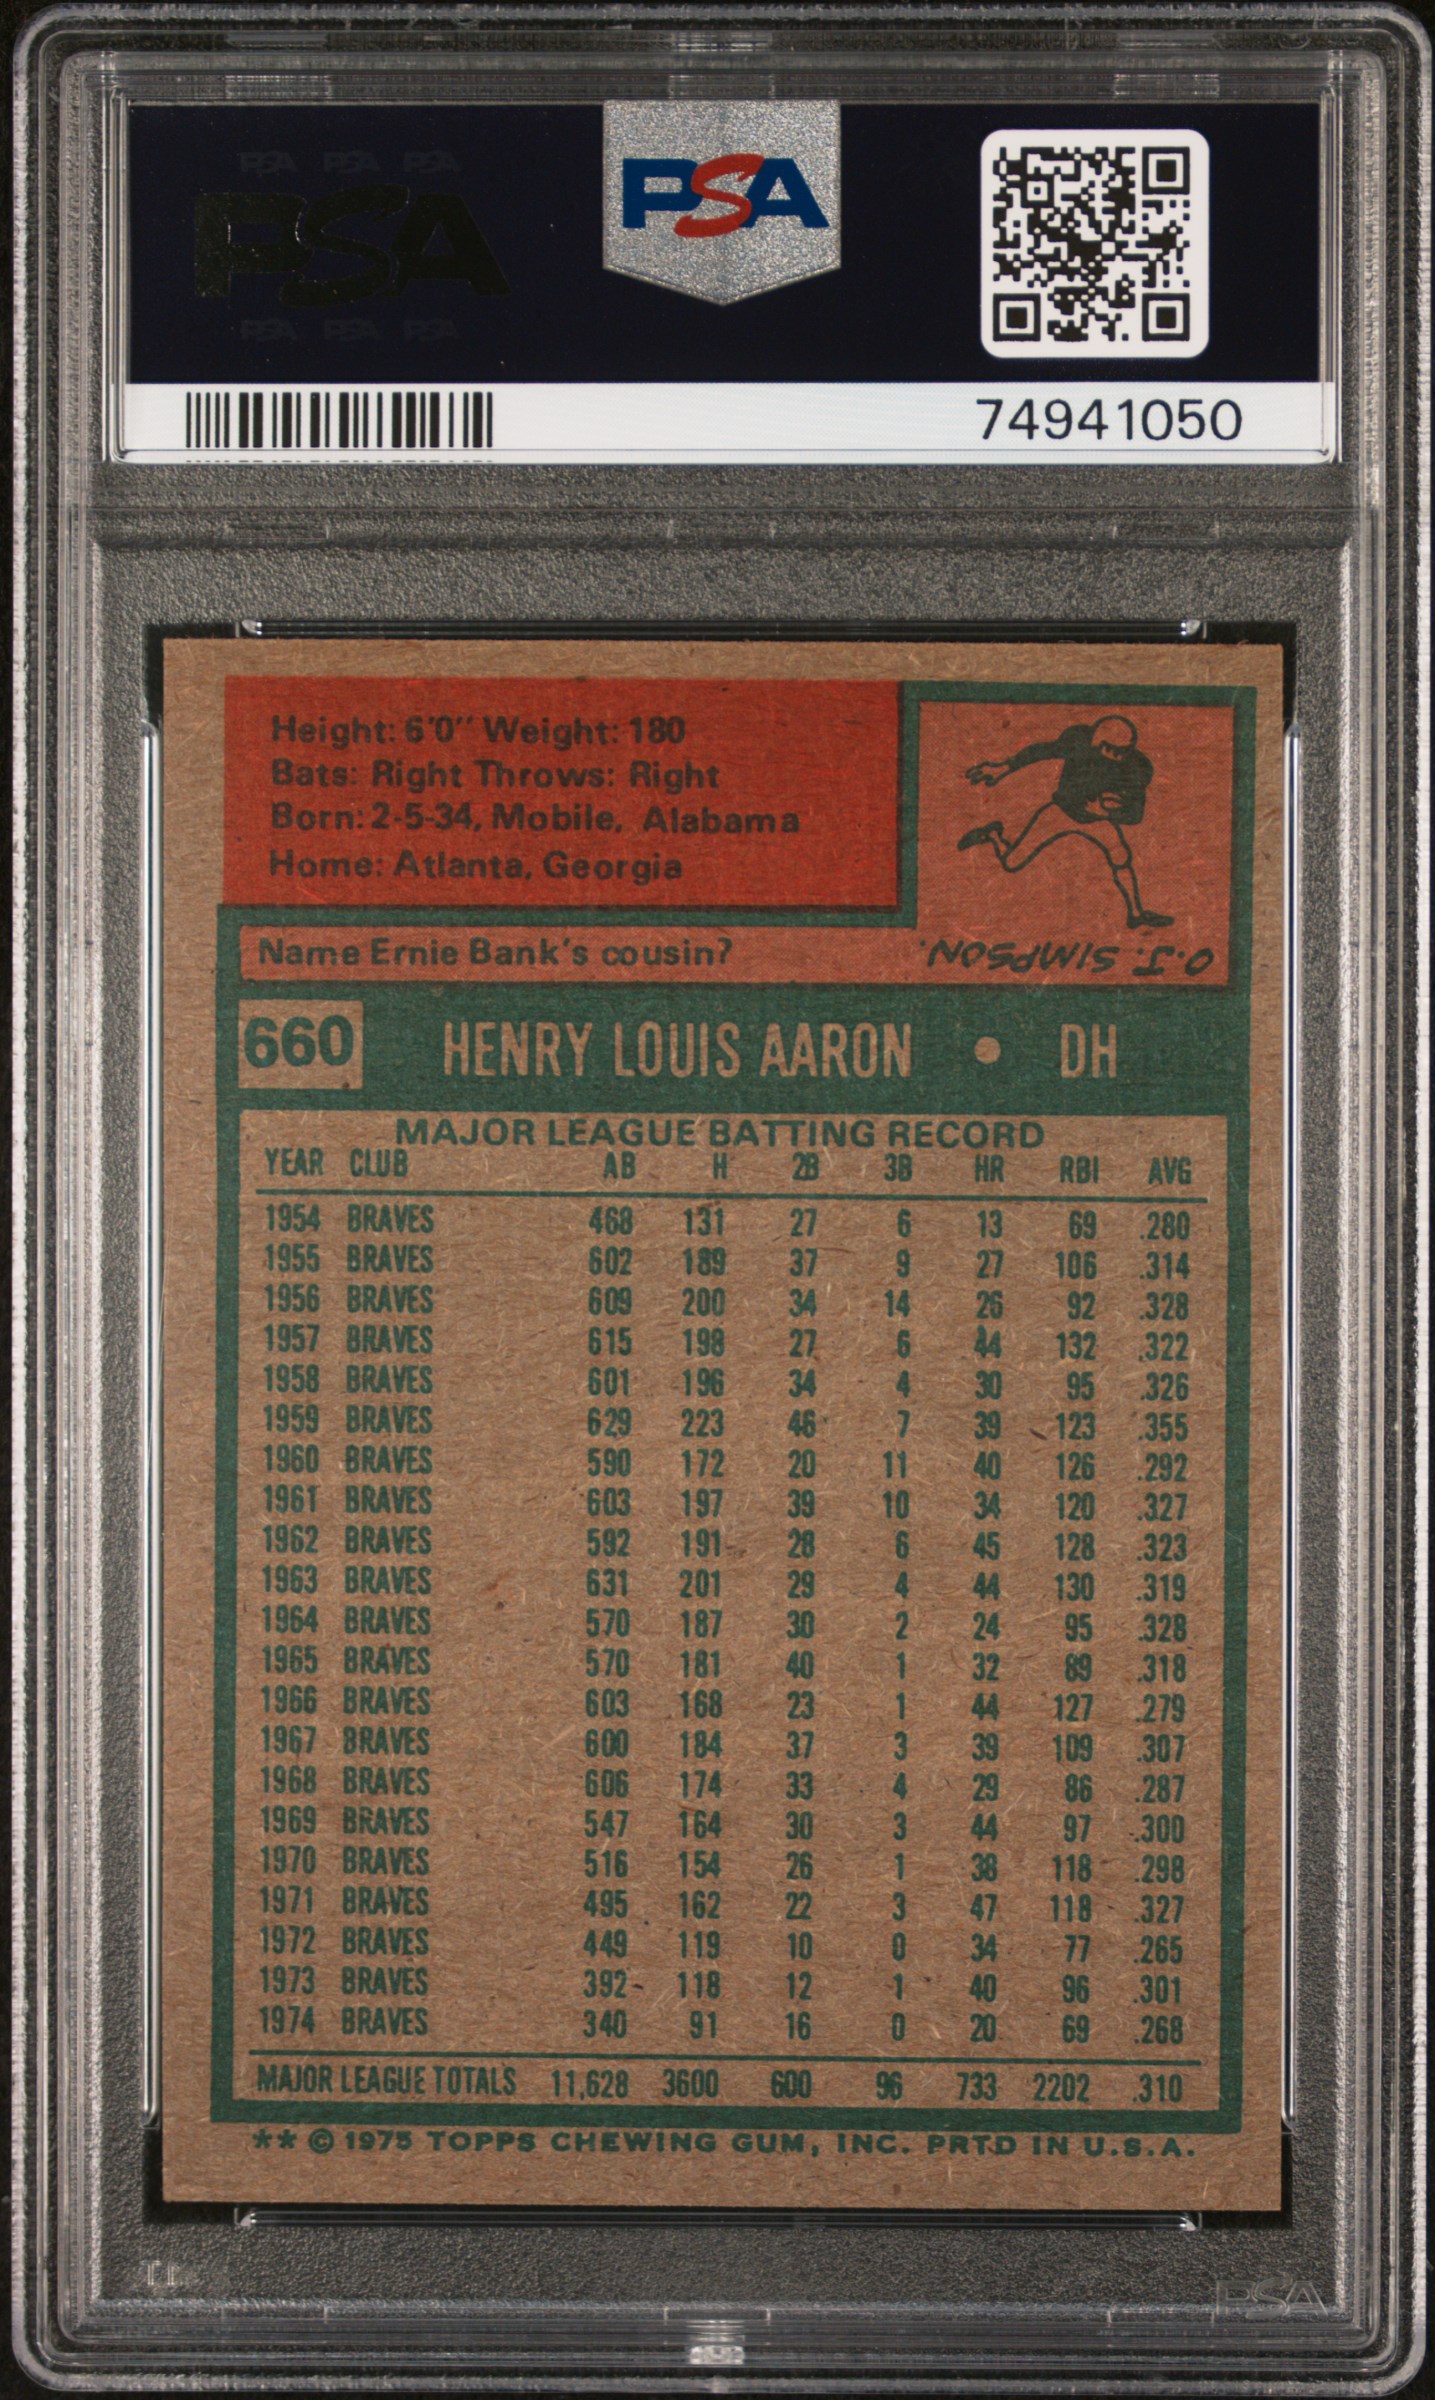 PSA PSA PSA
PSA
PSA PSA PSA
PSA
74941050
Height: 6'0" Weight: 180
Bats: Right Throws: Right
Born: 2-5-34, Mobile, Alabama
Home: Atlanta, Georgia
Name Ernie Bank's cousin?
O.J. SIMPSON.
660 HENRY LOUIS AARON • DH
MAJOR LEAGUE BATTING RECORD
YEAR CLUB AB H 2B 3B HR RBI AVG
1954 BRAVES 468 131 27 6 13 69 .280
1955 BRAVES 602 189 37 9 27 106 .314
1956 BRAVES 609 200 34 14 26 92 .328
1957 BRAVES 615 198 27 6 44 132 .322
1958 BRAVES 601 196 34 4 30 95 .326
1959 BRAVES 629 223 46 7 39 123 .355
1960 BRAVES 590 172 20 11 40 126 .292
1961 BRAVES 603 197 39 10 34 120 .327
1962 BRAVES 592 191 28 6 45 128 .323
1963 BRAVES 631 201 29 4 44 130 .319
1964 BRAVES 570 187 30 2 24 95 .328
1965 BRAVES 570 181 40 1 32 89 .318
1966 BRAVES 603 168 23 1 44 127 .279
1967 BRAVES 600 184 37 3 39 109 .307
1968 BRAVES 606 174 33 4 29 86 .287
1969 BRAVES 547 164 30 3 44 97 .300
1970 BRAVES 516 154 26 1 38 118 .298
1971 BRAVES 495 162 22 3 47 118 .327
1972 BRAVES 449 119 10 0 34 77 .265
1973 BRAVES 392 118 12 1 40 96 .301
1974 BRAVES 340 91 16 0 20 69 .268
MAJOR LEAGUE TOTALS 11,628 3600 600 96 733 2202 .310
** © 1975 TOPPS CHEWING GUM, INC. PRTD IN U.S.A.
PSA